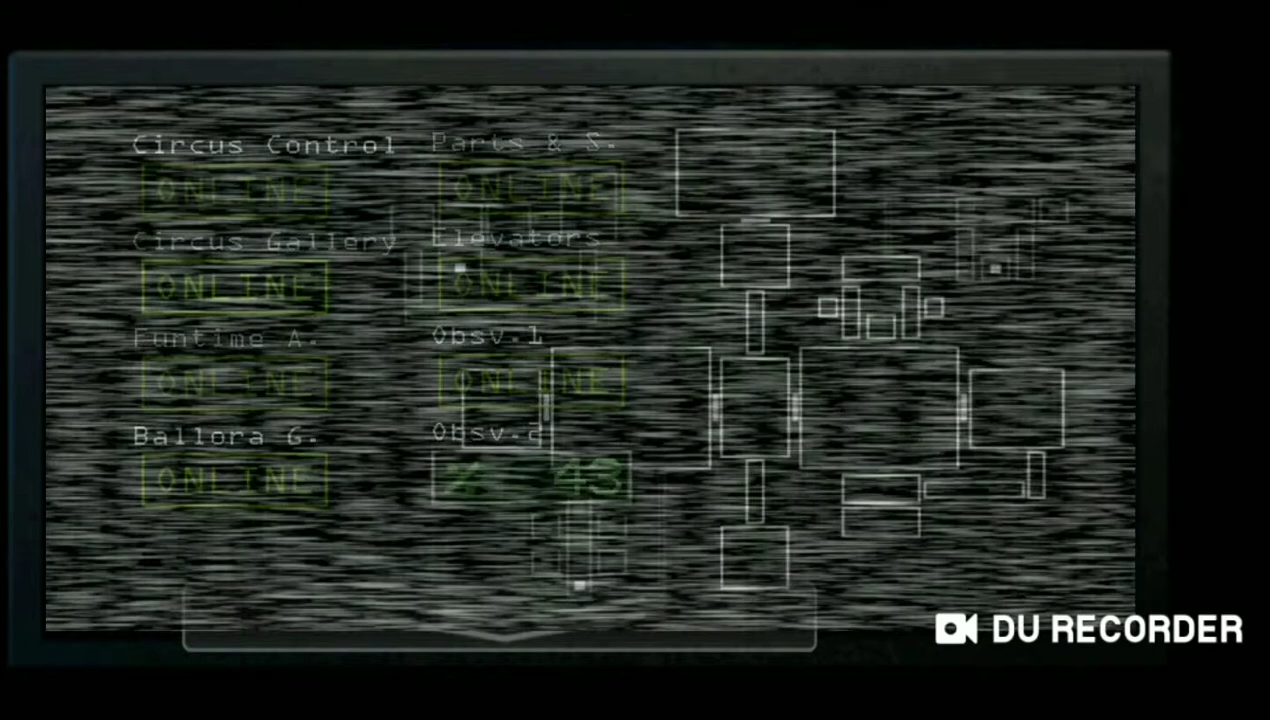 Circus Control
ONLINE
Circus Gallery
ONLINE
Funtime A.
ONLINE
Ballora G.
ONLINE
Parts & S.
ONLINE
Elevators
ONLINE
Obsv.1
ONLINE
Obsv.2
43
DU RECORDER